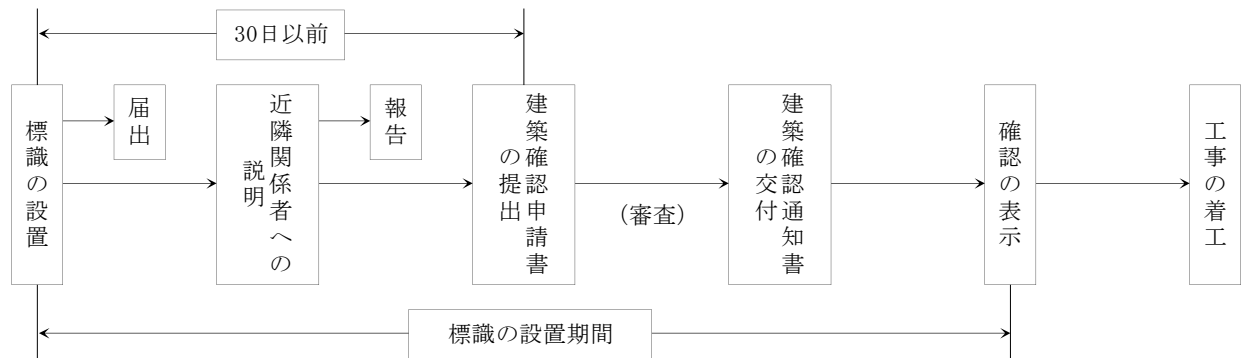 30日以前
標識の設置
届出
近隣関係者への
説明
報告
建築確認申請書
の提出
(審査)
建築確認通知書
の交付
確認の表示
工事の着工
標識の設置期間